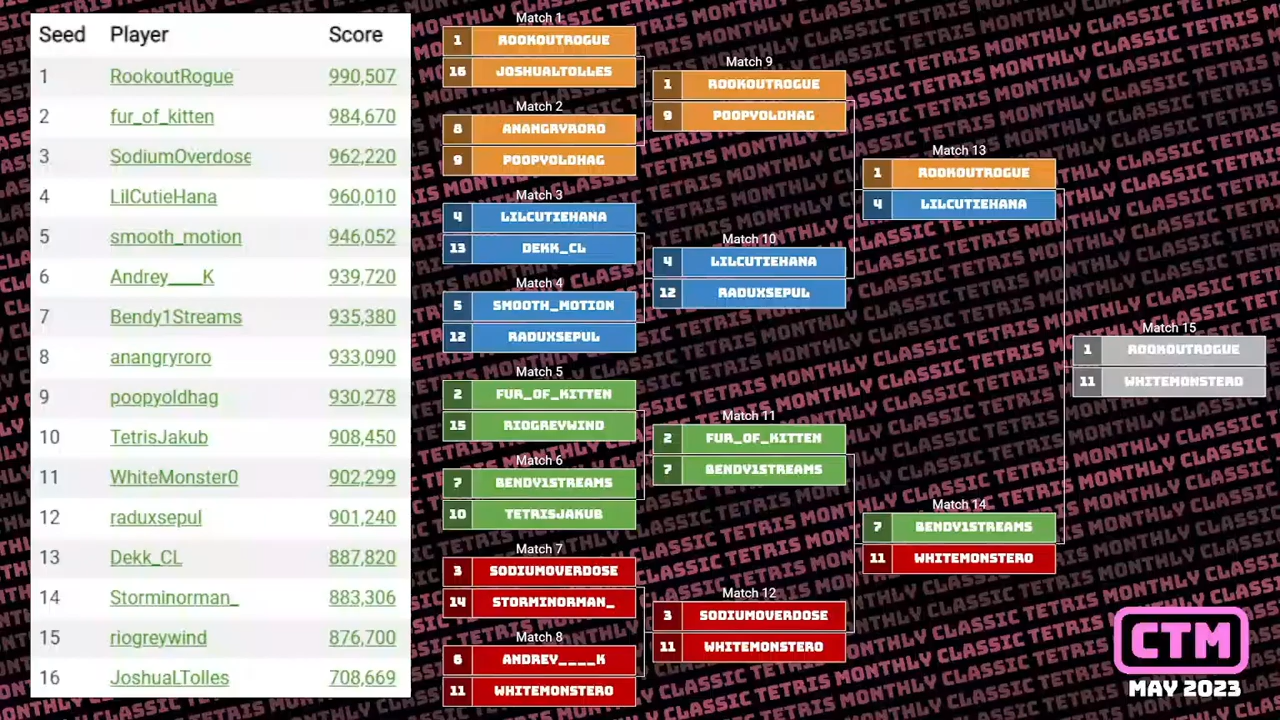 Seed Player Score
1 RookoutRogue 990,507
2 fur_of_kitten 984,670
3 SodiumOverdose 962,220
4 LilCutieHana 960,010
5 smooth_motion 946,052
6 Andrey____K 939,720
7 Bendy1Streams 935,380
8 anangryroro 933,090
9 poopyoldhag 930,278
10 TetrisJakub 908,450
11 WhiteMonster0 902,299
12 raduxsepul 901,240
13 Dekk_CL 887,820
14 Storminorman_ 883,306
15 riogreywind 876,700
16 JoshuaLTolles 708,669
Match 1
1 ROOKOUTROGUE
16 JOSHUALTOLLES
Match 2
8 ANANGRYRORO
9 POOPYOLDHAG
Match 3
4 LILCUTIEHANA
13 DEKK_CL
Match 4
5 SMOOTH_MOTION
12 RADUXSEPUL
Match 5
2 FUR_OF_KITTEN
15 RIOGREYWIND
Match 6
7 BENDY1STREAMS
10 TETRISJAKUB
Match 7
3 SODIUMOVERDOSE
14 STORMINORMAN_
Match 8
6 ANDREY____K
11 WHITEMONSTER0
Match 9
1 ROOKOUTROGUE
9 POOPYOLDHAG
Match 10
4 LILCUTIEHANA
12 RADUXSEPUL
Match 11
2 FUR_OF_KITTEN
7 BENDY1STREAMS
Match 12
3 SODIUMOVERDOSE
11 WHITEMONSTER0
Match 13
1 ROOKOUTROGUE
4 LILCUTIEHANA
Match 14
7 BENDY1STREAMS
11 WHITEMONSTER0
Match 15
1 ROOKOUTROGUE
11 WHITEMONSTER0
CTM
MAY 2023
CLASSIC TETRIS MONTHLY